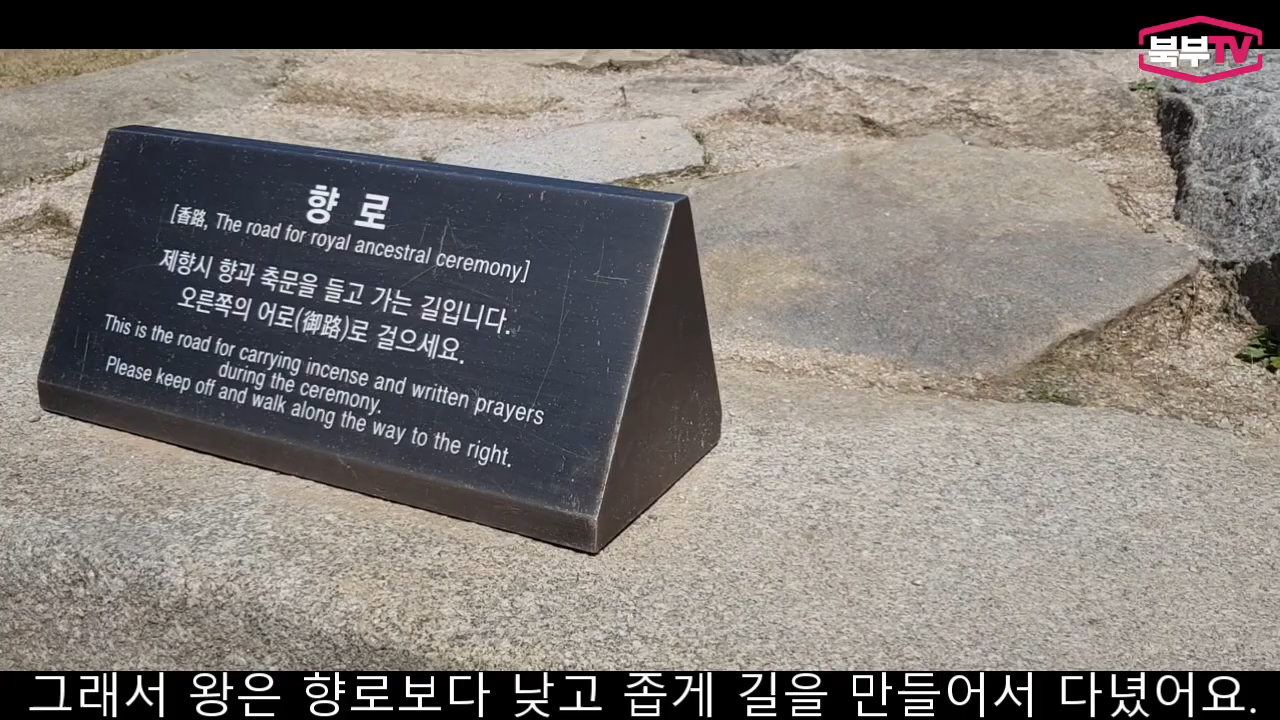 북부TV
향로
[香路, The road for royal ancestral ceremony]
제향시 향과 축문을 들고 가는 길입니다.
오른쪽의 어로(御路)로 걸으세요.
This is the road for carrying incense and written prayers
during the ceremony.
Please keep off and walk along the way to the right.
그래서 왕은 향로보다 낮고 좁게 길을 만들어서 다녔어요.